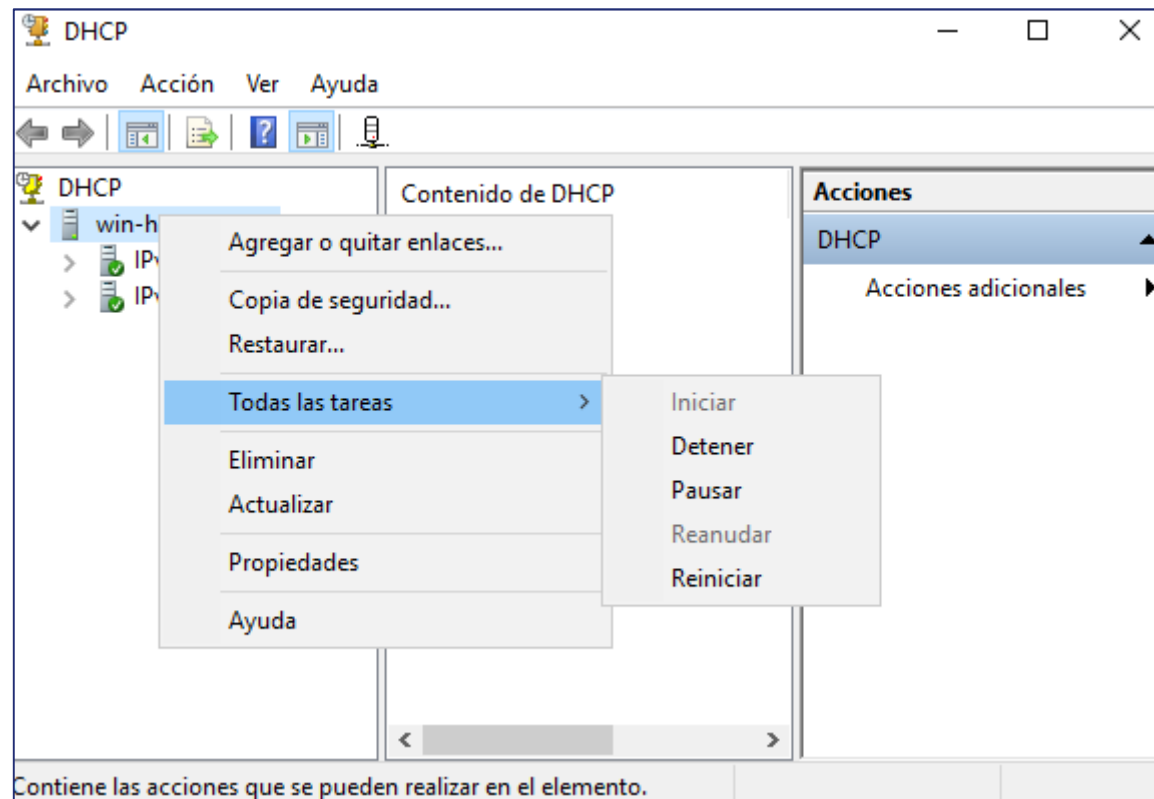 DHCP
Archivo Acción Ver Ayuda
DHCP
win-h
Contenido de DHCP
Acciones
DHCP
Acciones adicionales
Agregar o quitar enlaces...
Copia de seguridad...
Restaurar...
Todas las tareas
Eliminar
Actualizar
Propiedades
Ayuda
Iniciar
Detener
Pausar
Reanudar
Reiniciar
Contiene las acciones que se pueden realizar en el elemento.